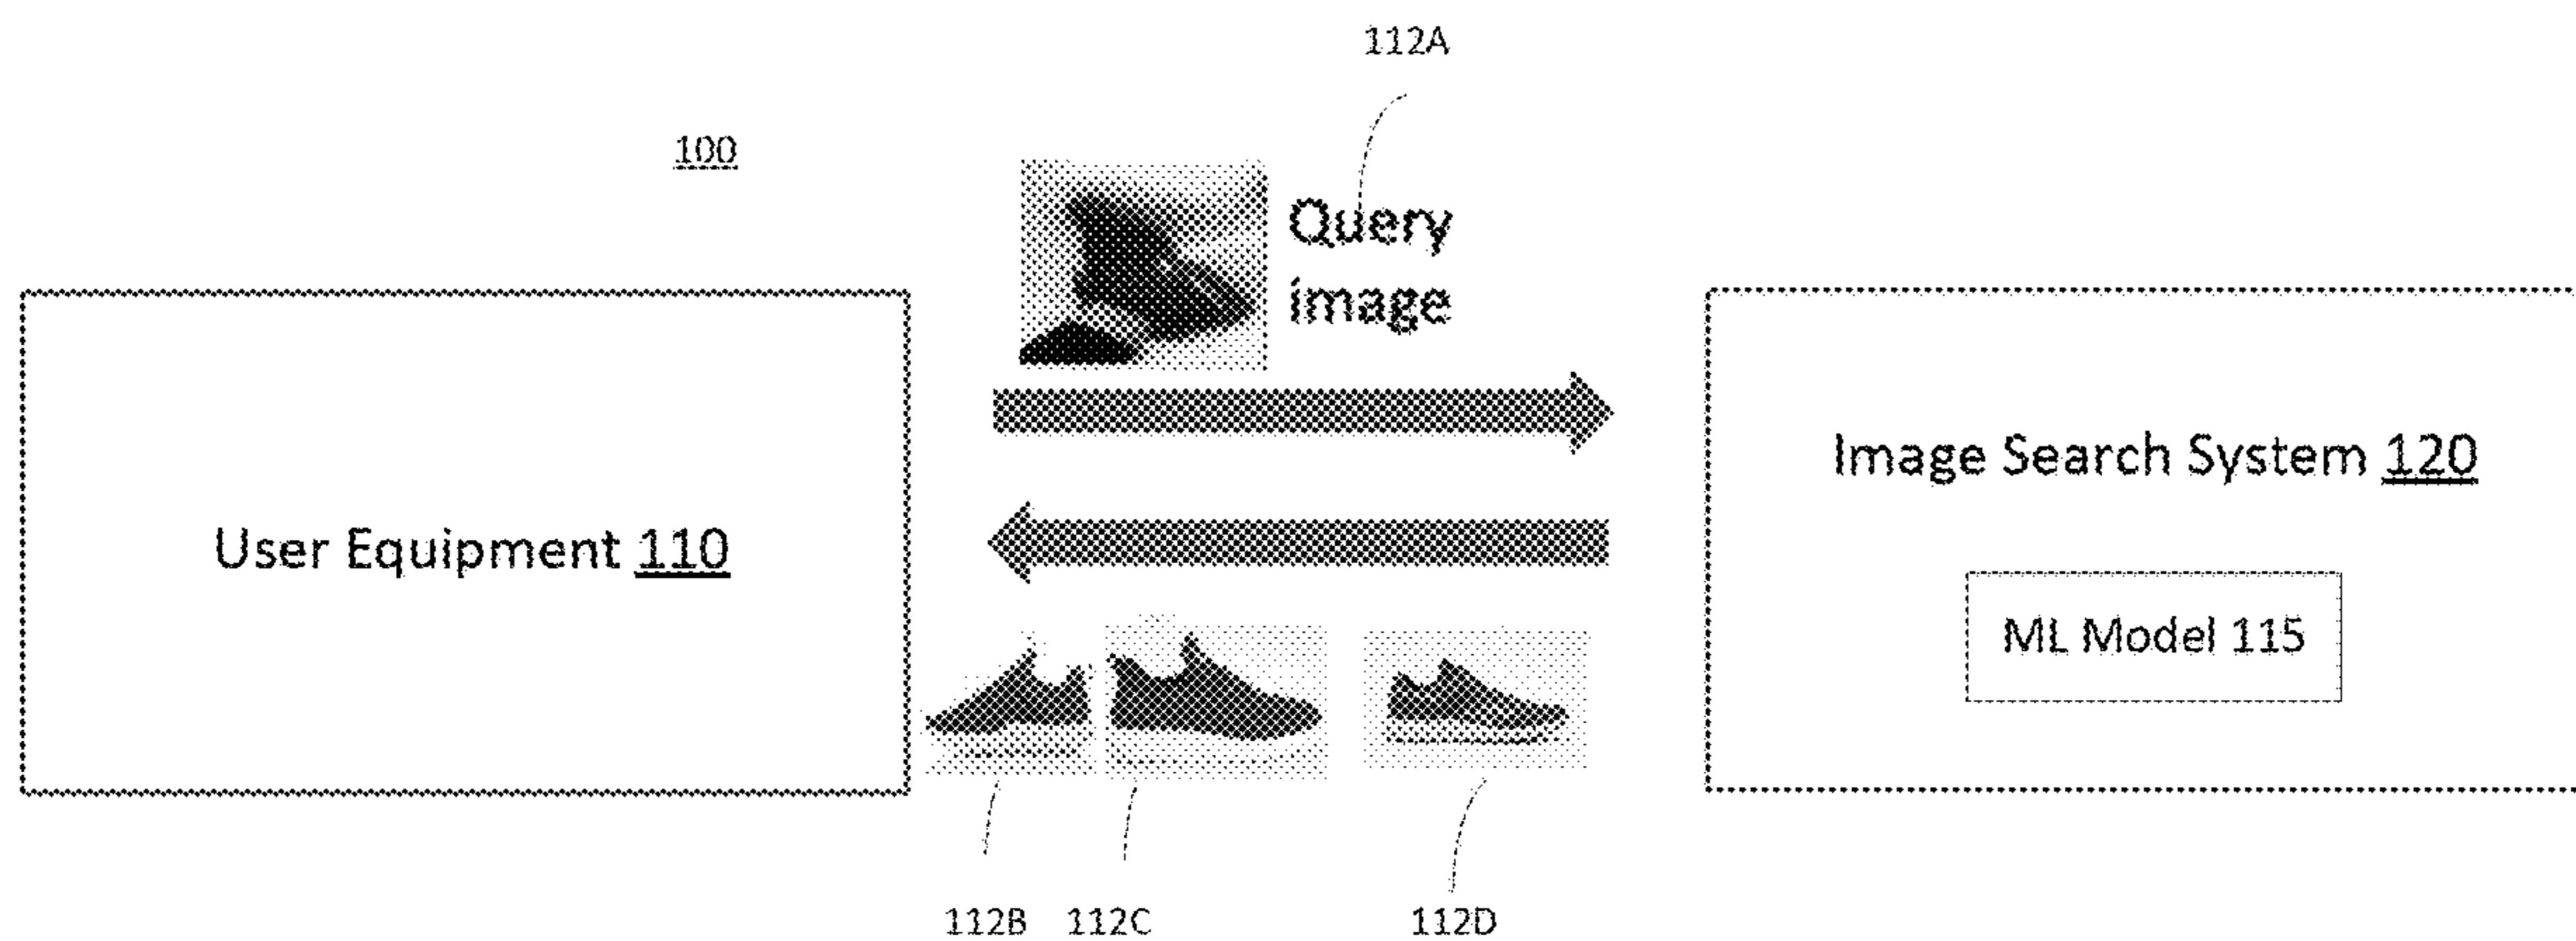 112A
100
Query
image
User Equipment 110
Image Search System 120
ML Model 115
112B 112C 112D